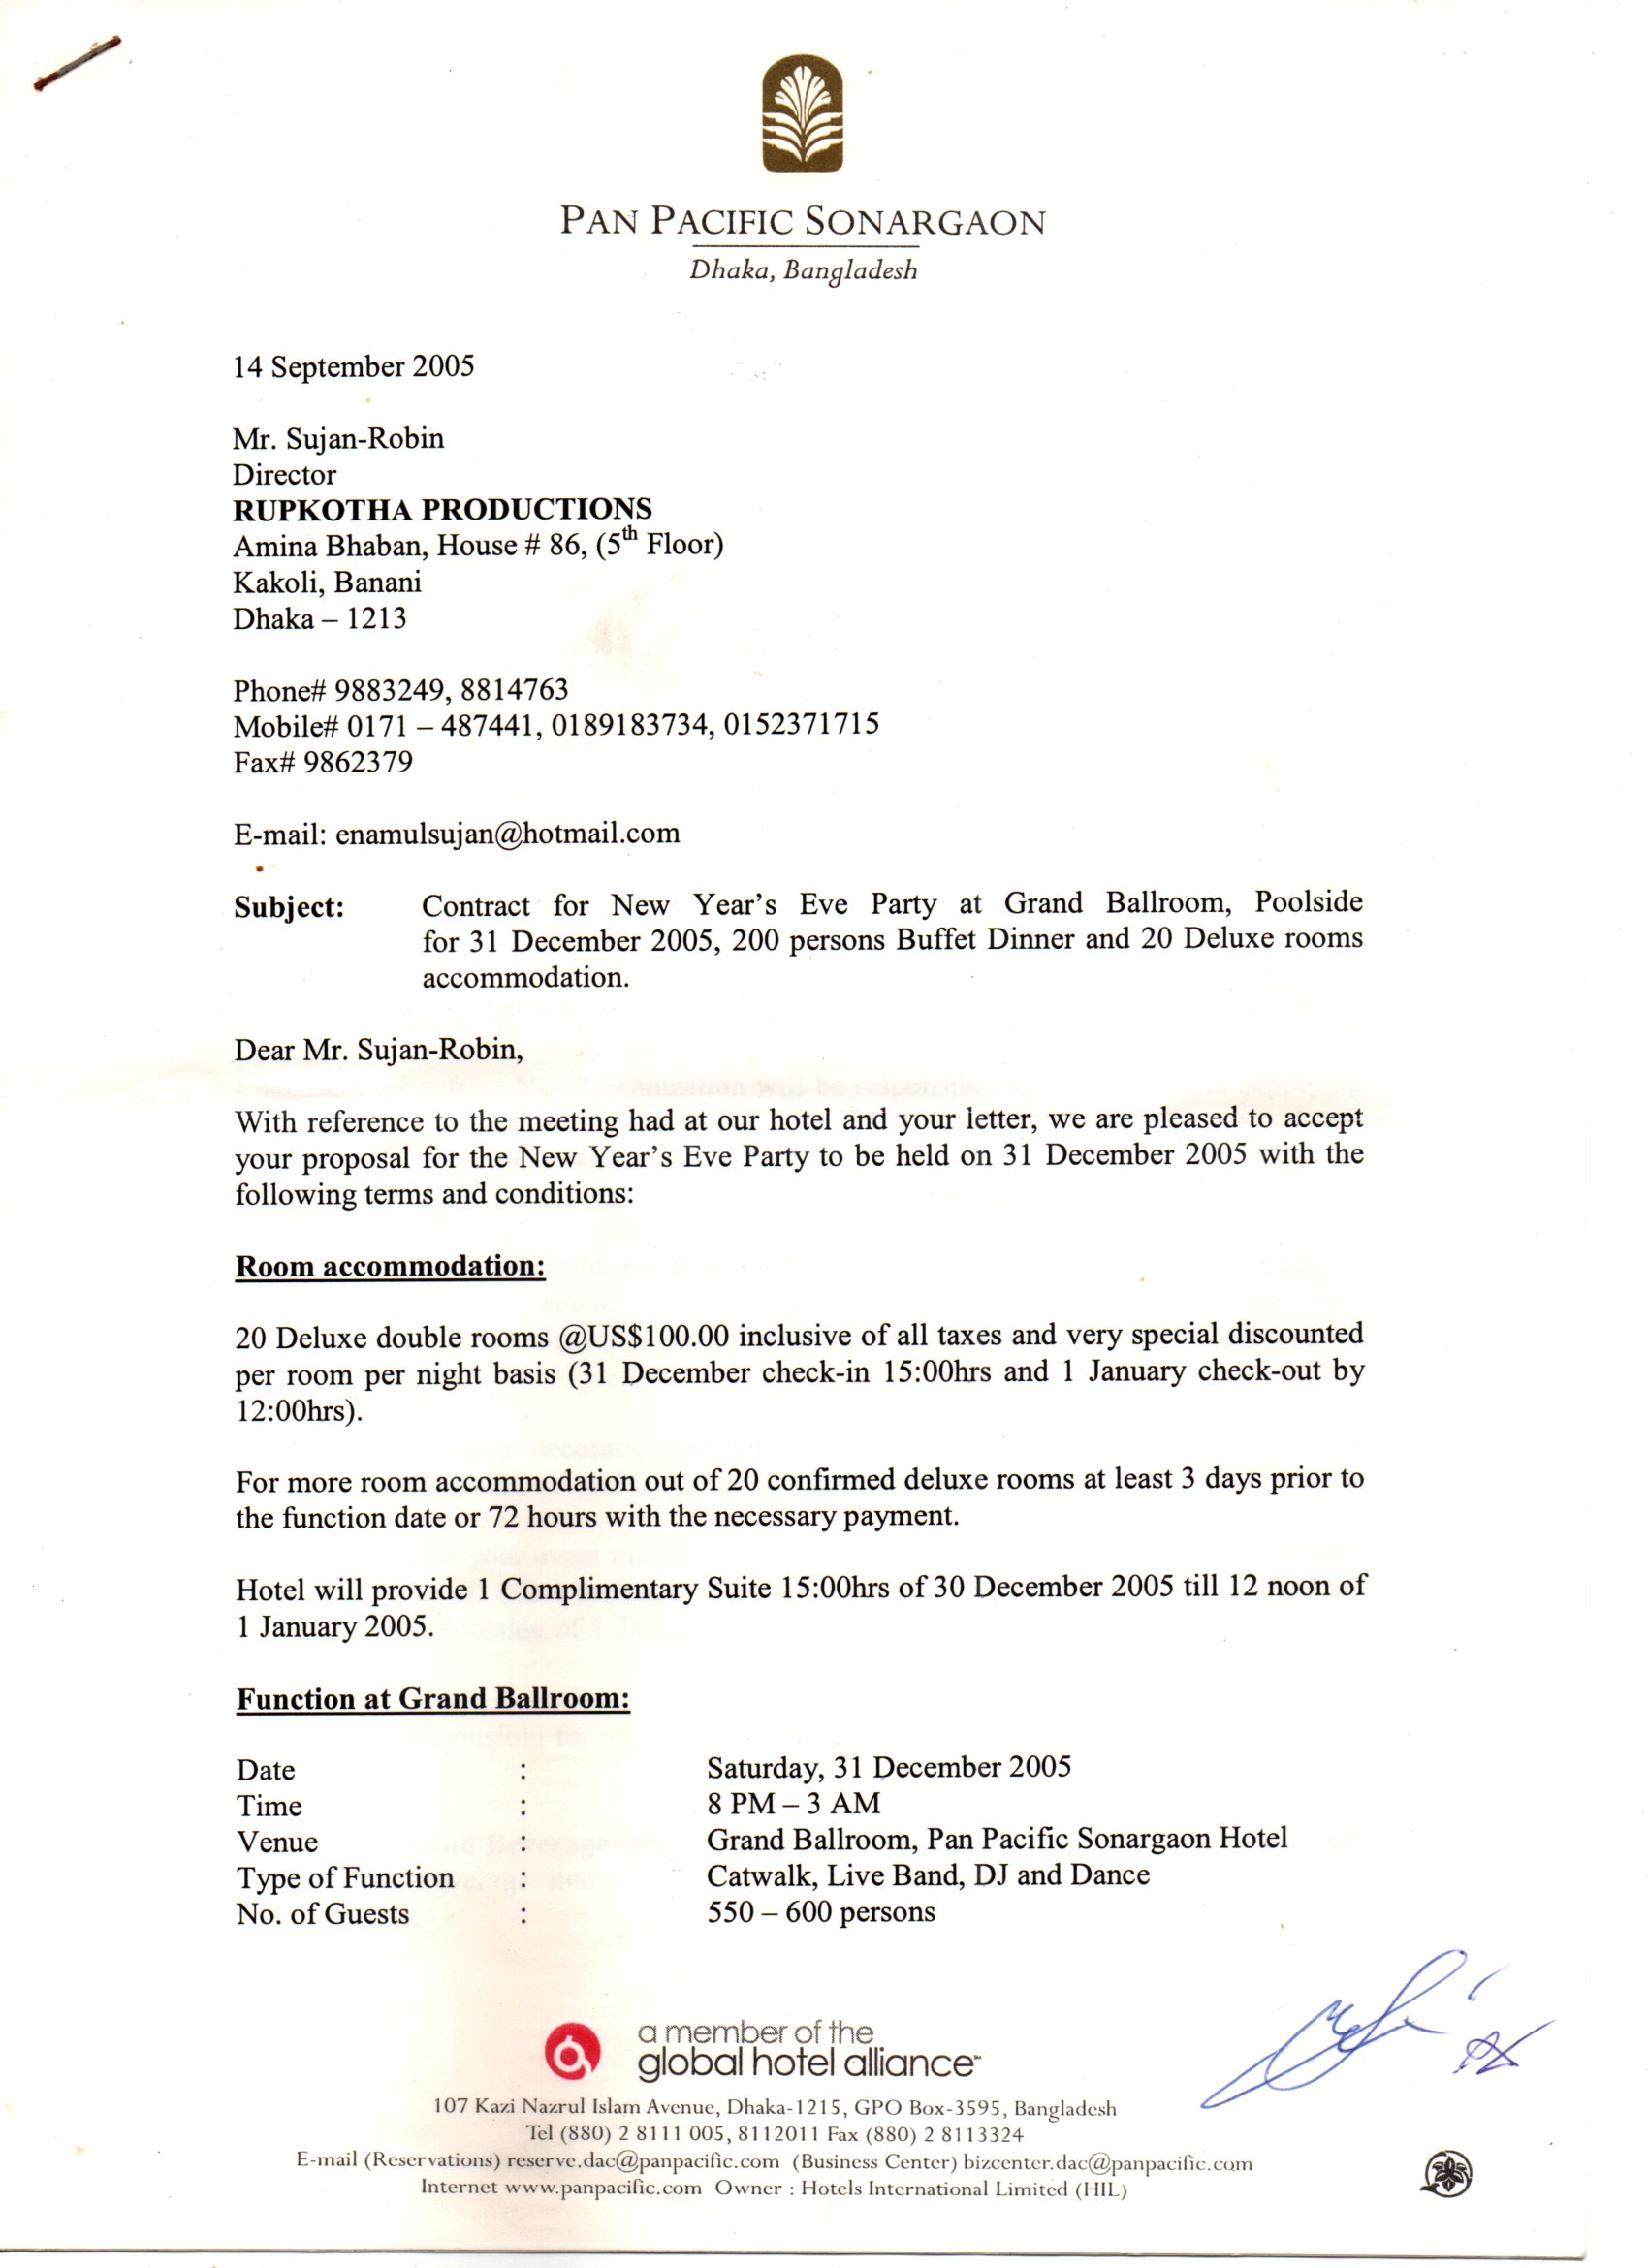 PAN PACIFIC SONARGAON
Dhaka, Bangladesh
14 September 2005
Mr. Sujan-Robin
Director
RUPKOTHA PRODUCTIONS
Amina Bhaban, House # 86, (5th Floor)
Kakoli, Banani
Dhaka – 1213
Phone# 9883249, 8814763
Mobile# 0171 – 487441, 0189183734, 0152371715
Fax# 9862379
E-mail: enamulsujan@hotmail.com
Subject: Contract for New Year's Eve Party at Grand Ballroom, Poolside
for 31 December 2005, 200 persons Buffet Dinner and 20 Deluxe rooms
accommodation.
Dear Mr. Sujan-Robin,
With reference to the meeting had at our hotel and your letter, we are pleased to accept
your proposal for the New Year's Eve Party to be held on 31 December 2005 with the
following terms and conditions:
Room accommodation:
20 Deluxe double rooms @US$100.00 inclusive of all taxes and very special discounted
per room per night basis (31 December check-in 15:00hrs and 1 January check-out by
12:00hrs).
For more room accommodation out of 20 confirmed deluxe rooms at least 3 days prior to
the function date or 72 hours with the necessary payment.
Hotel will provide 1 Complimentary Suite 15:00hrs of 30 December 2005 till 12 noon of
1 January 2005.
Function at Grand Ballroom:
Date : Saturday, 31 December 2005
Time : 8 PM – 3 AM
Venue : Grand Ballroom, Pan Pacific Sonargaon Hotel
Type of Function : Catwalk, Live Band, DJ and Dance
No. of Guests : 550 – 600 persons
a member of the
global hotel alliance
107 Kazi Nazrul Islam Avenue, Dhaka-1215, GPO Box-3595, Bangladesh
Tel (880) 2 8111 005, 8112011 Fax (880) 2 8113324
E-mail (Reservations) reserve.dac@panpacific.com (Business Center) bizcenter.dac@panpacific.com
Internet www.panpacific.com Owner : Hotels International Limited (HIL)